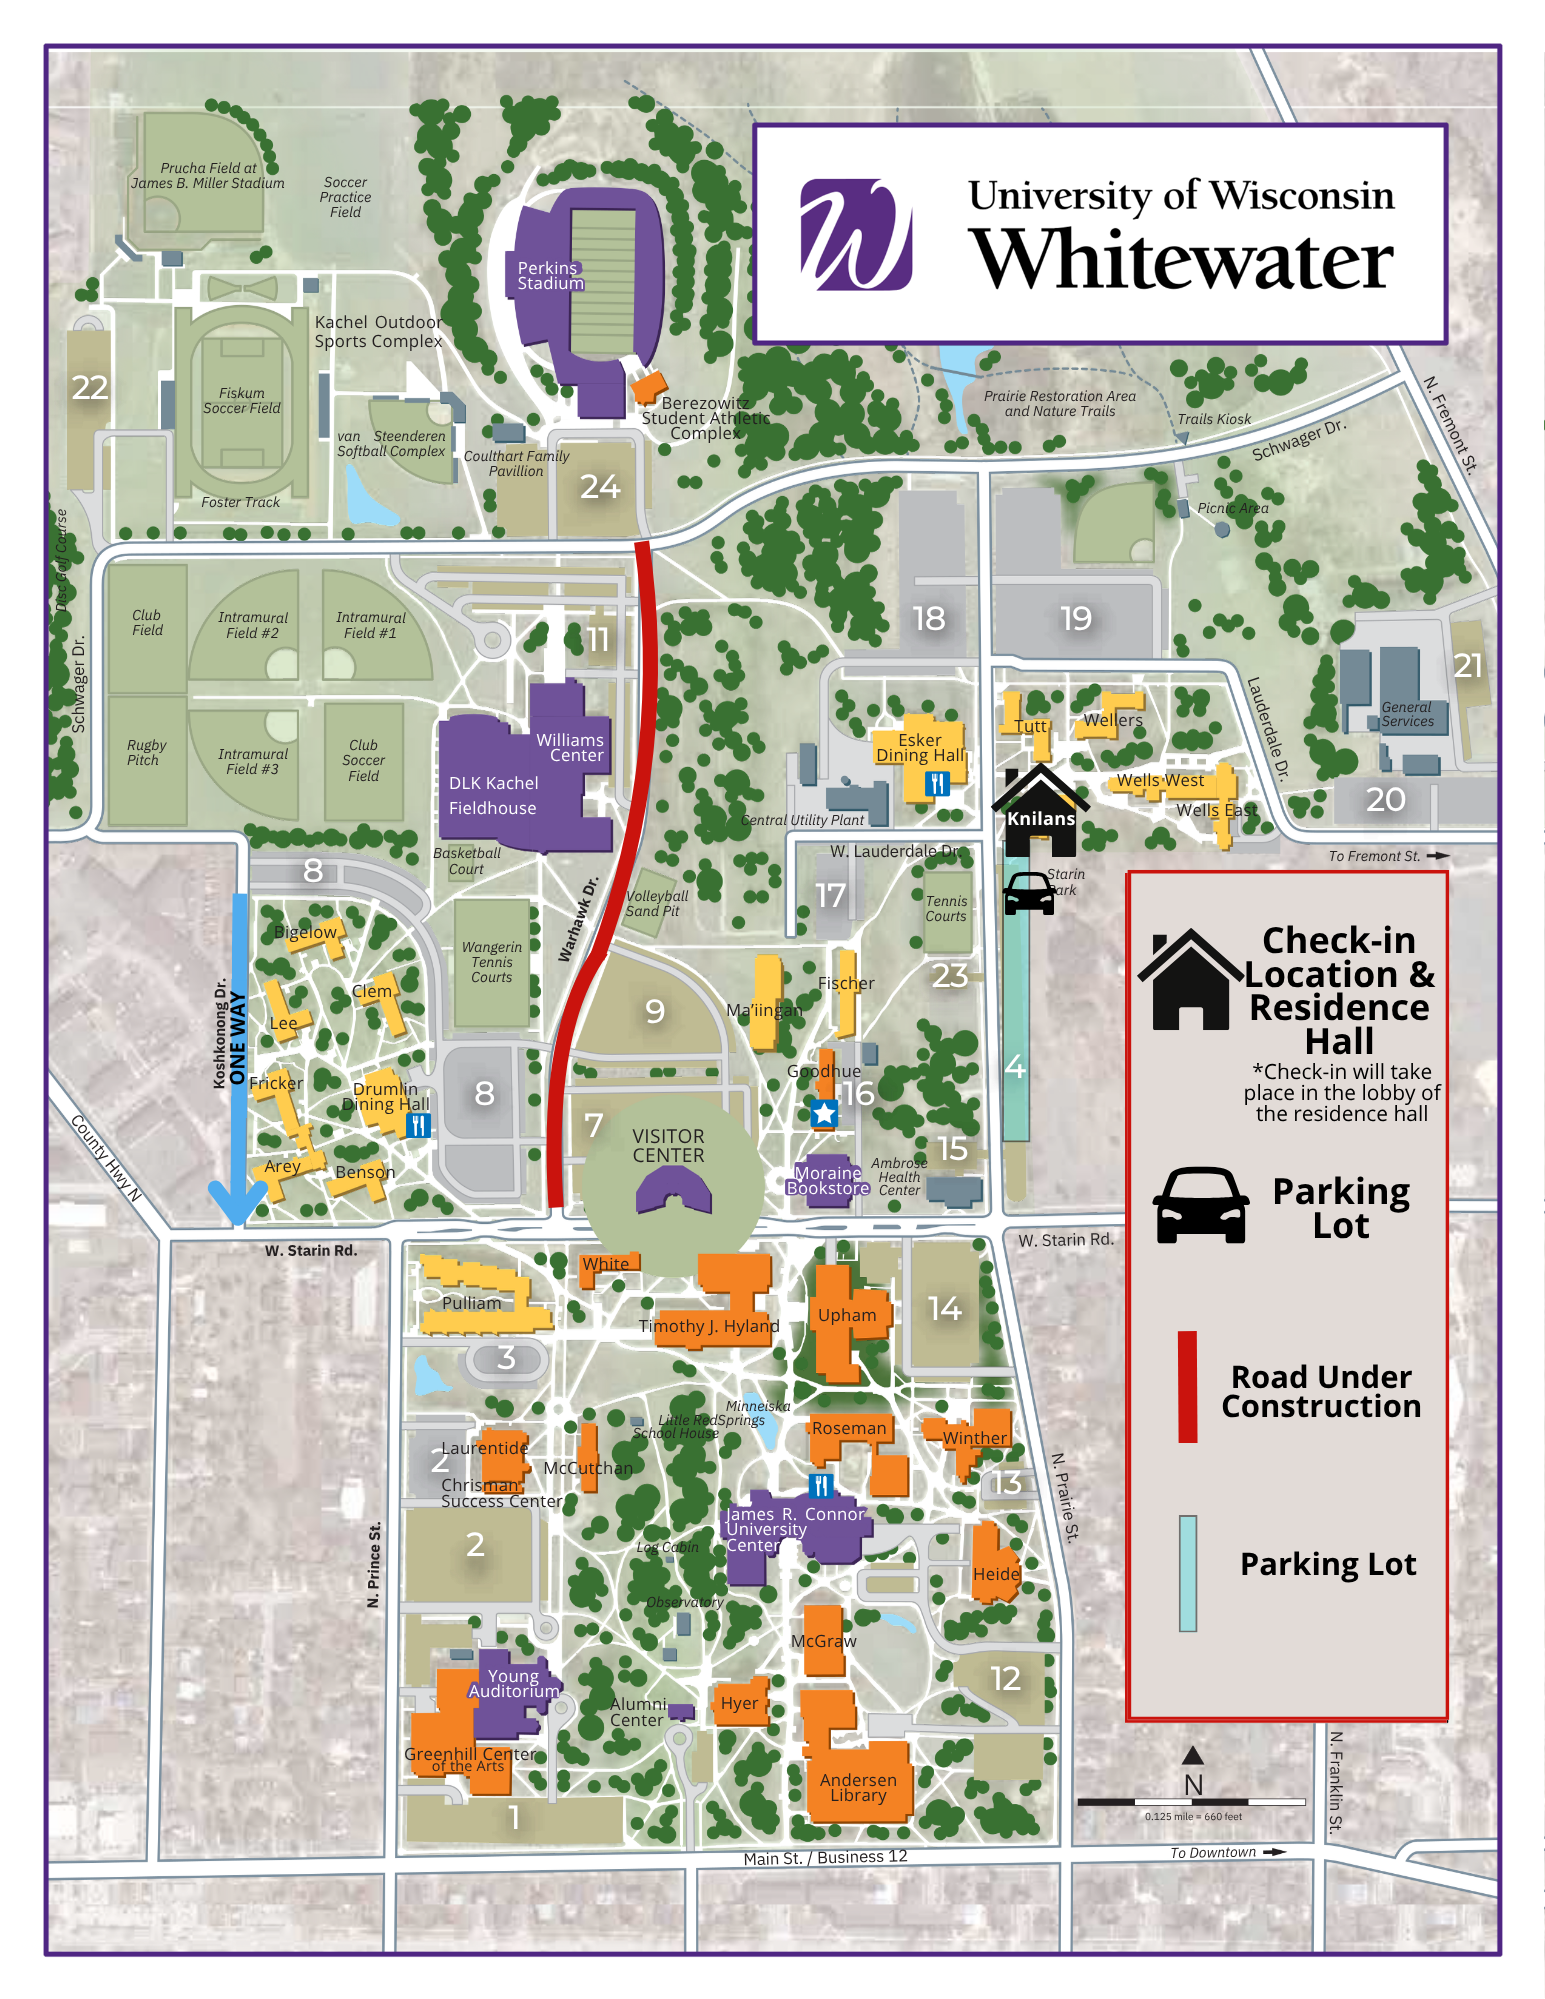 University of Wisconsin
Whitewater
Prucha Field at
James B. Miller Stadium
Soccer
Practice
Field
Perkins
Stadium
Kachel Outdoor
Sports Complex
22
Fiskum
Soccer Field
van Steenderen
Softball Complex
Foster Track
Berezowitz
Student Athletic
Complex
Coulthart Family
Pavillion
24
Prairie Restoration Area
and Nature Trails
Trails Kiosk
Schwager Dr.
N. Fremont St.
Picnic Area
Disc Golf Course
Schwager Dr.
Club
Field
Intramural
Field #2
Intramural
Field #1
11
18
19
21
Rugby
Pitch
Intramural
Field #3
Club
Soccer
Field
Williams
Center
DLK Kachel
Fieldhouse
Esker
Dining Hall
Tutt
Wellers
Wells West
Wells East
Lauderdale Dr.
General
Services
20
Knilans
Central Utility Plant
W. Lauderdale Dr.
To Fremont St.
Basketball
Court
8
Volleyball
Sand Pit
Warhawk Dr.
17
Tennis
Courts
Starin
Park
Bigelow
Wangerin
Tennis
Courts
Clem
Lee
Koshkonong Dr.
ONE WAY
9
Ma'iingan
Fischer
23
Fricker
Drumlin
Dining Hall
8
Goodhue
16
4
7
VISITOR
CENTER
15
Arey
Benson
Moraine
Bookstore
Ambrose
Health
Center
County Hwy N
W. Starin Rd.
W. Starin Rd.
White
Pulliam
Timothy J. Hyland
Upham
14
3
Minneiska
Springs
Little Red
School House
Roseman
Winther
Laurentide
2
McCutchan
Chrisman
Success Center
13
N. Prairie St.
James R. Connor
University
Center
2
Log Cabin
Heide
N. Prince St.
Observatory
McGraw
Young
Auditorium
Alumni
Center
Hyer
12
Greenhill Center
of the Arts
Andersen
Library
1
Main St. / Business 12
To Downtown
N. Franklin St.
N
0.125 mile = 660 feet
Check-in
Location &
Residence
Hall
*Check-in will take
place in the lobby of
the residence hall
Parking
Lot
Road Under
Construction
Parking Lot